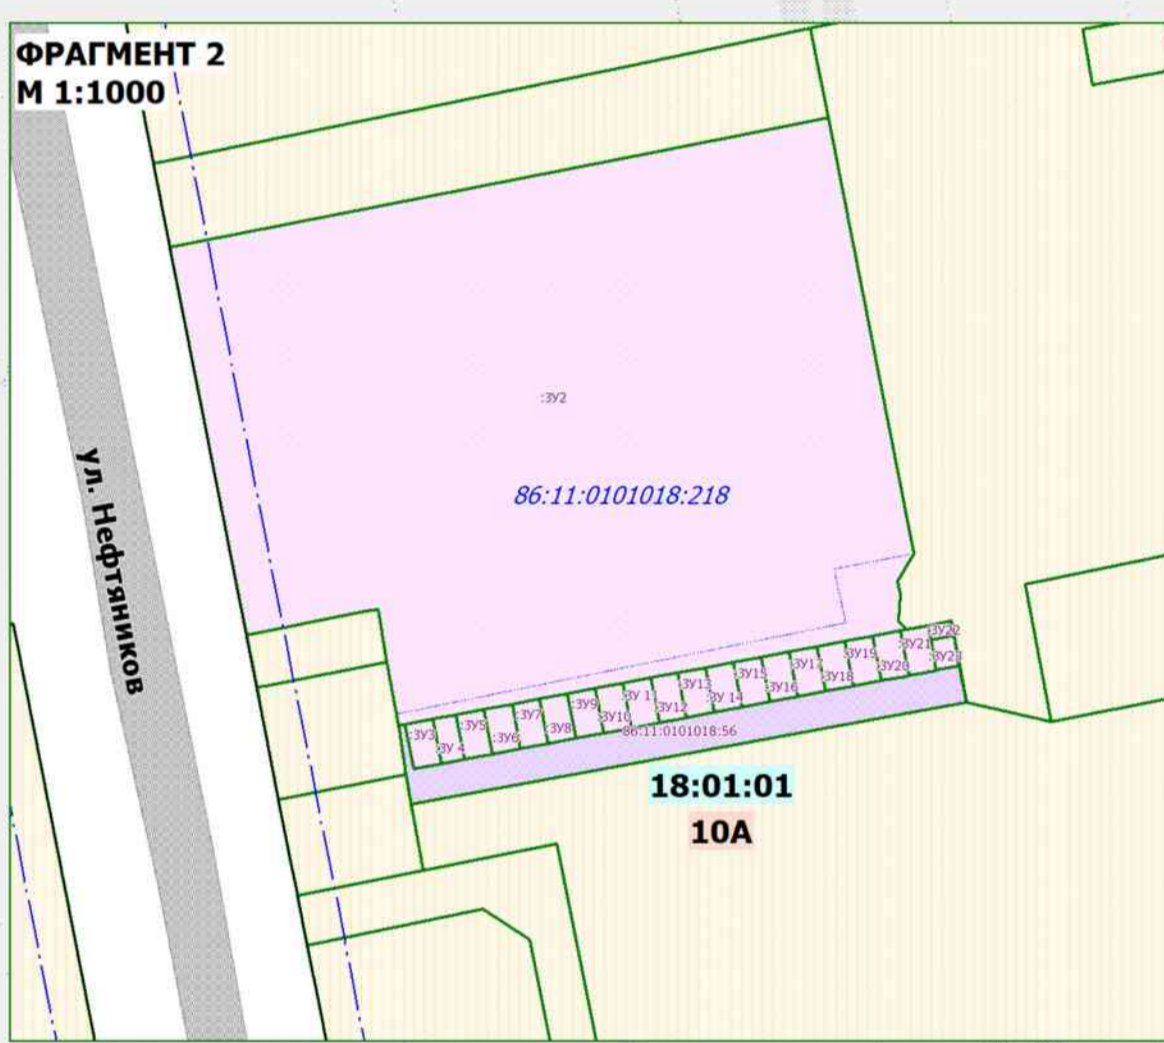 ФРАГМЕНТ 2
М 1:1000
ул. Нефтяников
:ЗУ2
86:11:0101018:218
:ЗУ3
:ЗУ 4
:ЗУ5
:ЗУ6
:ЗУ7
:ЗУ8
:ЗУ9
:ЗУ10
:ЗУ 11
:ЗУ12
:ЗУ13
:ЗУ 14
:ЗУ15
:ЗУ16
:ЗУ17
:ЗУ18
:ЗУ19
:ЗУ20
:ЗУ21
:ЗУ22
:ЗУ23
86:11:0101018:56
18:01:01
10А